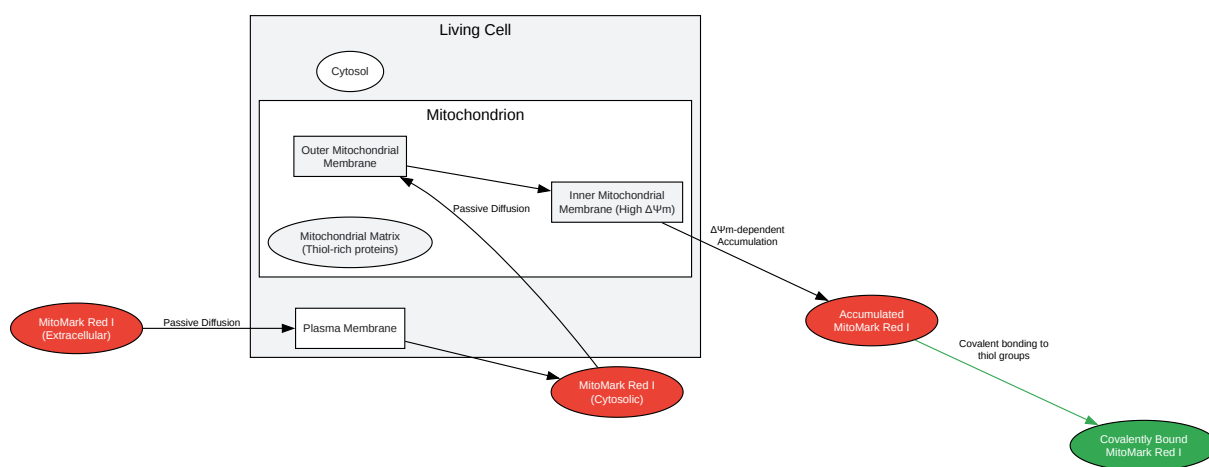 Living Cell
Cytosol
Mitochondrion
Outer Mitochondrial
Membrane
Inner Mitochondrial
Membrane (High ΔΨm)
Passive Diffusion
Mitochondrial Matrix
(Thiol-rich proteins)
ΔΨm-dependent
Accumulation
MitoMark Red I
(Extracellular)
Passive Diffusion
Plasma Membrane
Accumulated
MitoMark Red I
Covalent bonding to
thiol groups
MitoMark Red I
(Cytosolic)
Covalently Bound
MitoMark Red I